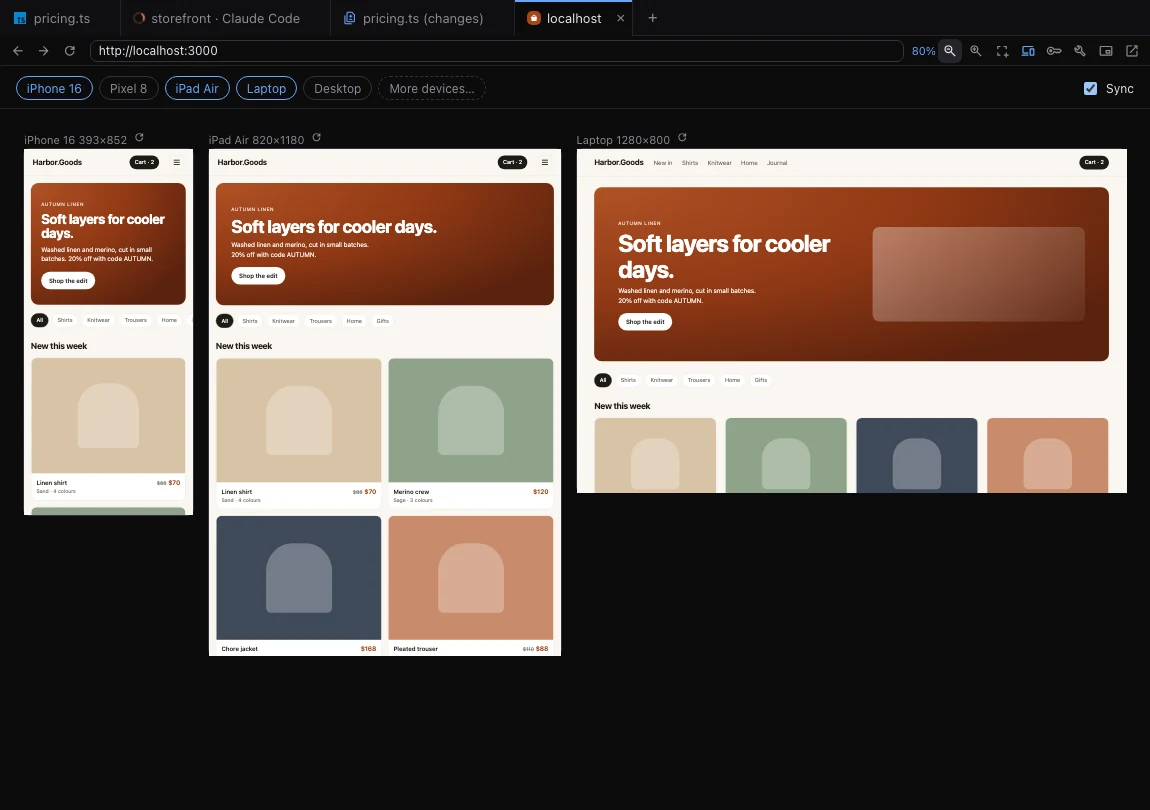 TS pricing.ts
storefront · Claude Code
pricing.ts (changes)
localhost
http://localhost:3000
80%
iPhone 16
Pixel 8
iPad Air
Laptop
Desktop
More devices...
Sync
iPhone 16 393×852
Harbor.Goods
Cart · 2
AUTUMN LINEN
Soft layers for cooler
days.
Washed linen and merino, cut in small
batches. 20% off with code AUTUMN.
Shop the edit
All Shirts Knitwear Trousers Home
New this week
Linen shirt $88 $70
Sand · 4 colours
iPad Air 820×1180
Harbor.Goods
Cart · 2
AUTUMN LINEN
Soft layers for cooler days.
Washed linen and merino, cut in small batches.
20% off with code AUTUMN.
Shop the edit
All Shirts Knitwear Trousers Home Gifts
New this week
Linen shirt $88 $70
Sand · 4 colours
Merino crew $120
Sage · 3 colours
Chore jacket $168
Pleated trouser $110 $88
Laptop 1280×800
Harbor.Goods New in Shirts Knitwear Home Journal
Cart · 2
AUTUMN LINEN
Soft layers for cooler
days.
Washed linen and merino, cut in small batches.
20% off with code AUTUMN.
Shop the edit
All Shirts Knitwear Trousers Home Gifts
New this week